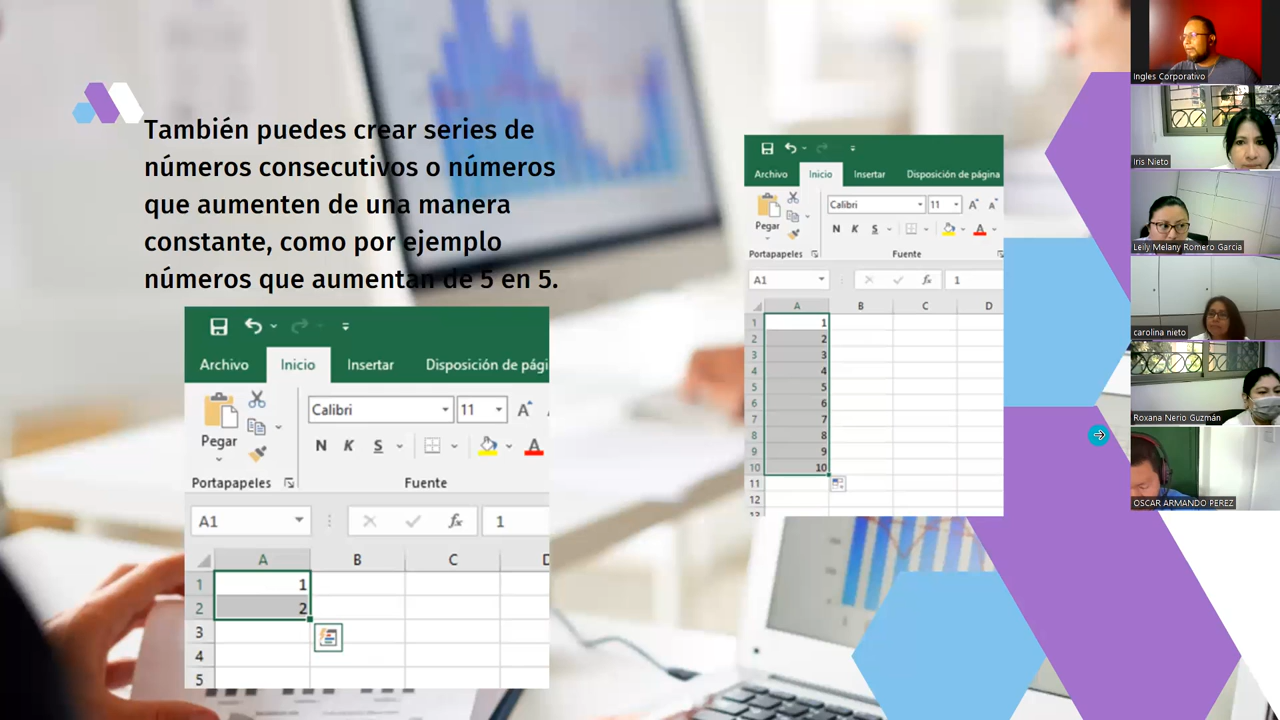 También puedes crear series de
números consecutivos o números
que aumenten de una manera
constante, como por ejemplo
números que aumentan de 5 en 5.
Archivo Inicio Insertar Disposición de pági
Pegar
Calibri 11 A
N K S A
Portapapeles Fuente
A1 fx 1
A B C D
1 1
2 2
3
4
5
Archivo Inicio Insertar Disposición de página
Pegar
Calibri 11 A A
N K S A
Portapapeles Fuente
A1 fx 1
A B C D
1 1
2 2
3 3
4 4
5 5
6 6
7 7
8 8
9 9
10 10
11
12
Ingles Corporativo
Iris Nieto
Leily Melany Romero Garcia
carolina nieto
Roxana Nerio Guzmán
OSCAR ARMANDO PEREZ